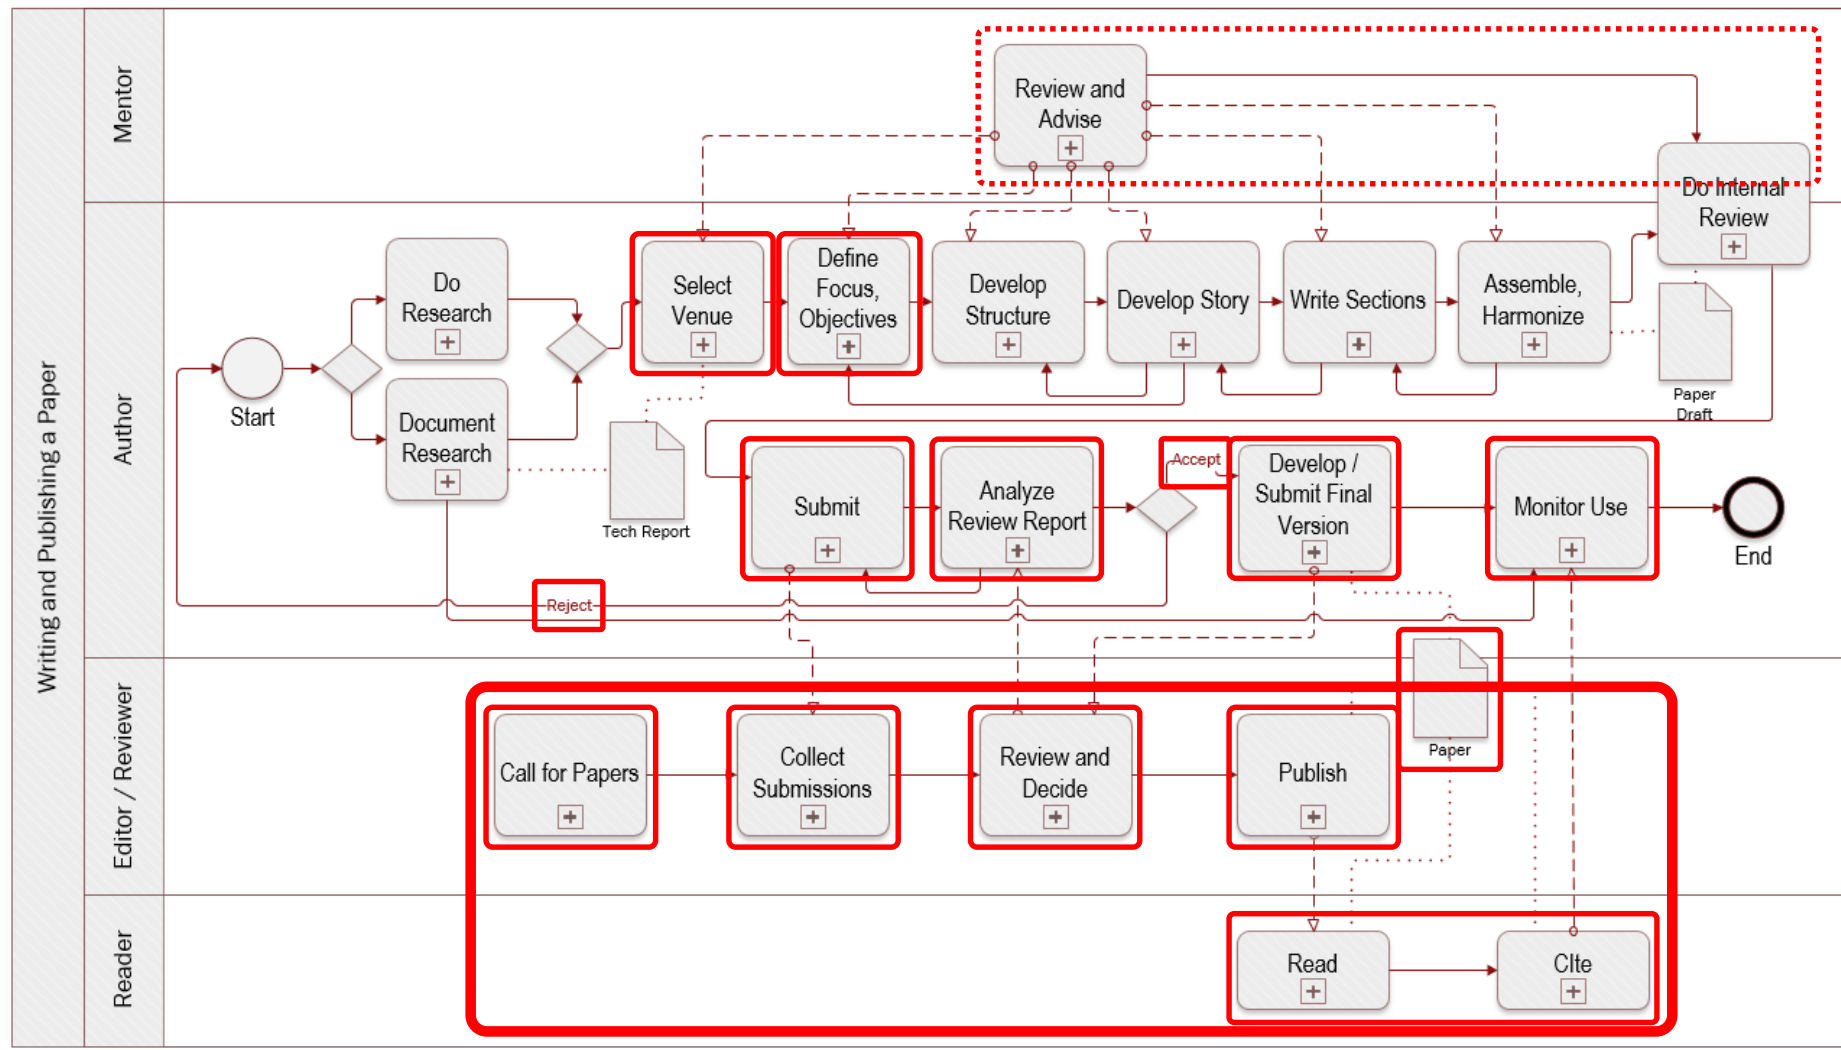 Writing and Publishing a Paper
Mentor
Review and
Advise
Do Internal
Review
Author
Start
Do
Research
Document
Research
Tech Report
Select
Venue
Define
Focus,
Objectives
Develop
Structure
Develop Story
Write Sections
Assemble,
Harmonize
Paper
Draft
Submit
Analyze
Review Report
Accept
Reject
Develop /
Submit Final
Version
Monitor Use
End
Editor / Reviewer
Call for Papers
Collect
Submissions
Review and
Decide
Publish
Paper
Reader
Read
CIte